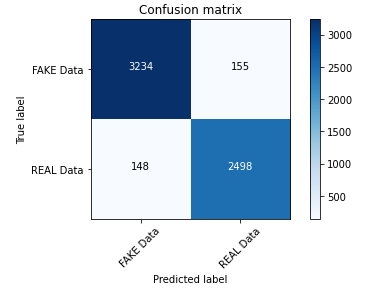 Confusion matrix
FAKE Data
3234
155
REAL Data
148
2498
True label
FAKE Data
REAL Data
Predicted label
3000
2500
2000
1500
1000
500